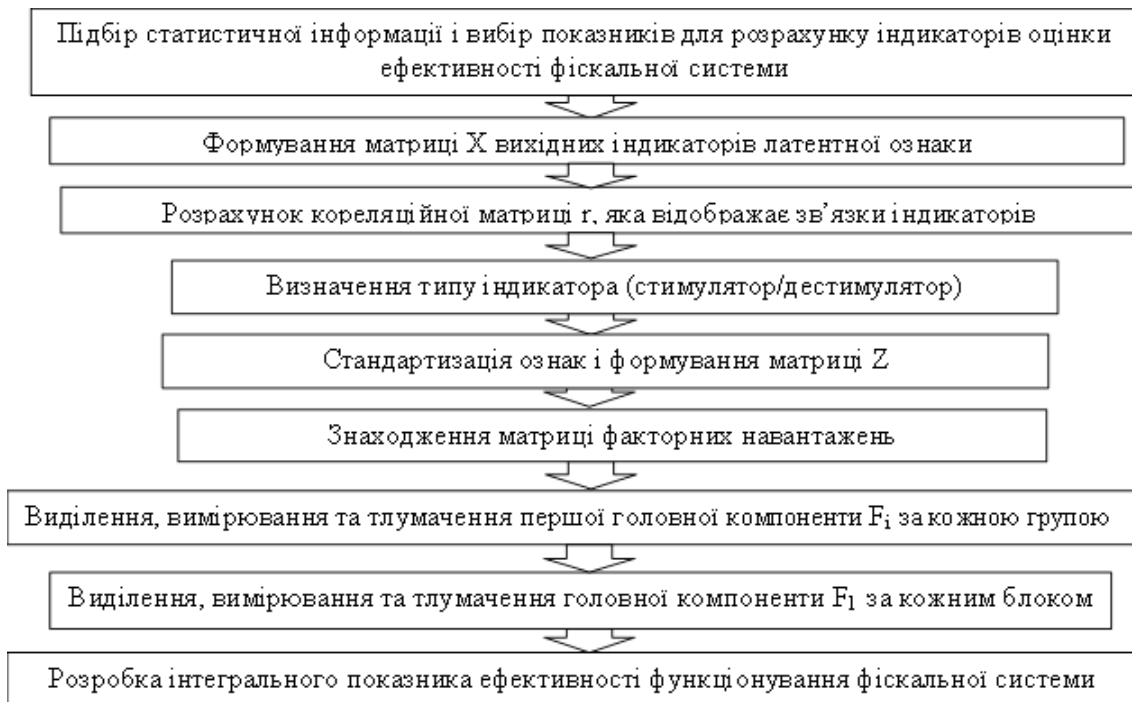 Підбір статистичної інформації і вибір показників для розрахунку індикаторів оцінки
ефективності фіскальної системи
Формування матриці X вихідних індикаторів латентної ознаки
Розрахунок кореляційної матриці r, яка відображає зв’язки індикаторів
Визначення типу індикатора (стимулятор/дестимулятор)
Стандартизація ознак і формування матриці Z
Знаходження матриці факторних навантажень
Виділення, вимірювання та тлумачення першої головної компоненти Fi за кожною групою
Виділення, вимірювання та тлумачення головної компоненти Fl за кожним блоком
Розробка інтегрального показника ефективності функціонування фіскальної системи